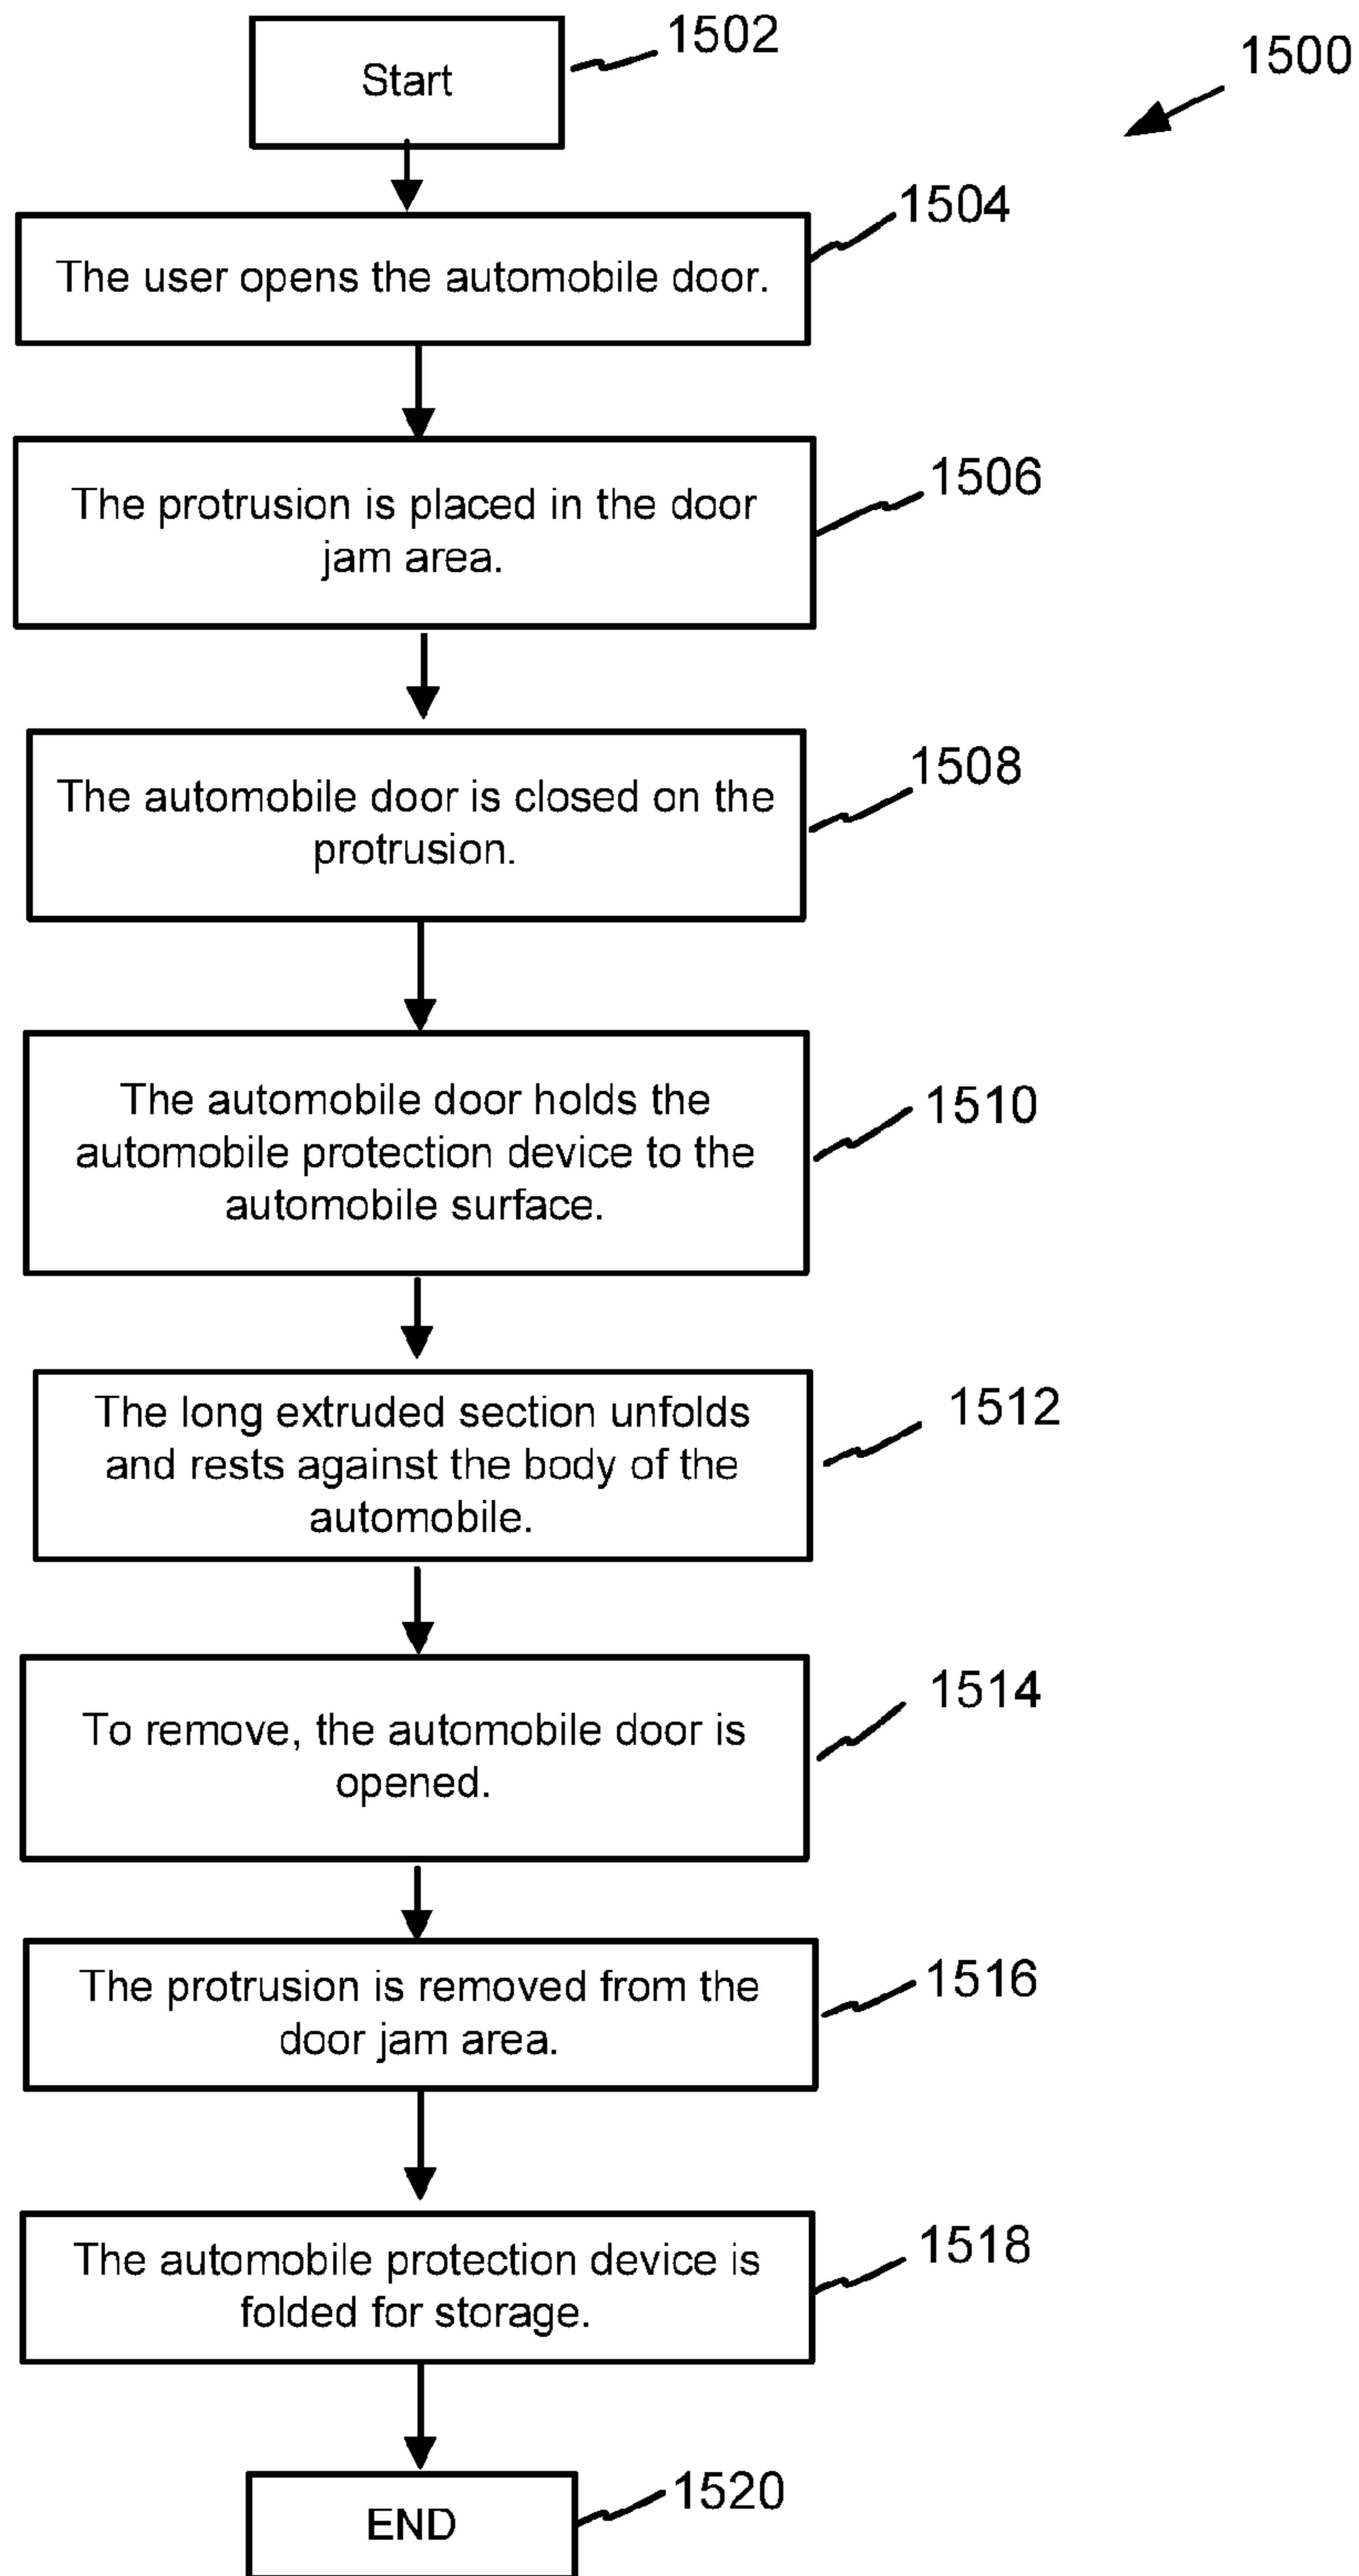 1502
1500
Start
1504
The user opens the automobile door.
1506
The protrusion is placed in the door
jam area.
1508
The automobile door is closed on the
protrusion.
The automobile door holds the
1510
automobile protection device to the
automobile surface.
1512
The long extruded section unfolds
and rests against the body of the
automobile.
1514
To remove, the automobile door is
opened.
1516
The protrusion is removed from the
door jam area.
1518
The automobile protection device is
folded for storage.
1520
END